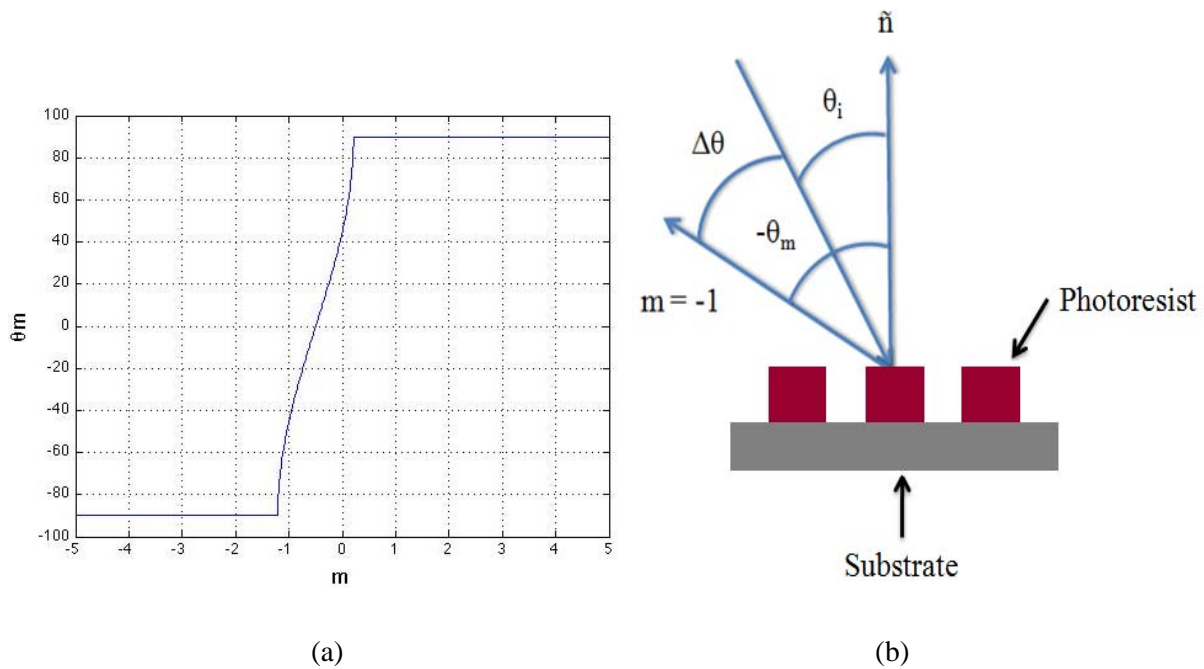 100
80
60
40
20
0
-20
-40
-60
-80
-100
θm
-5 -4 -3 -2 -1 0 1 2 3 4 5
m
ñ
θi
Δθ
-θm
m = -1
Photoresist
Substrate
(a) (b)